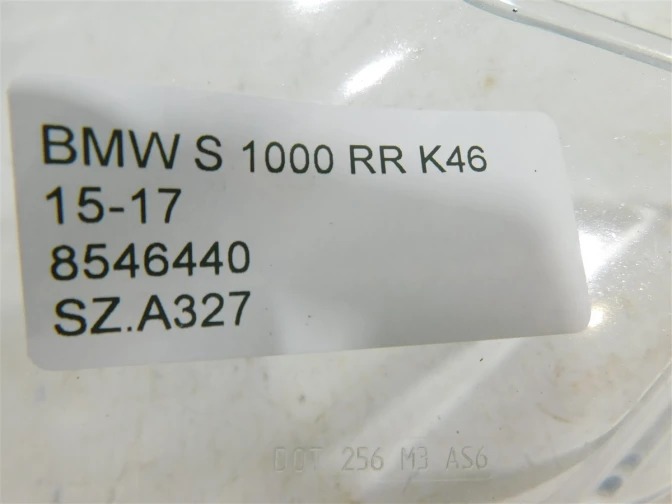 BMW S 1000 RR K46
15-17
8546440
SZ.A327
DOT 256 M3 AS6